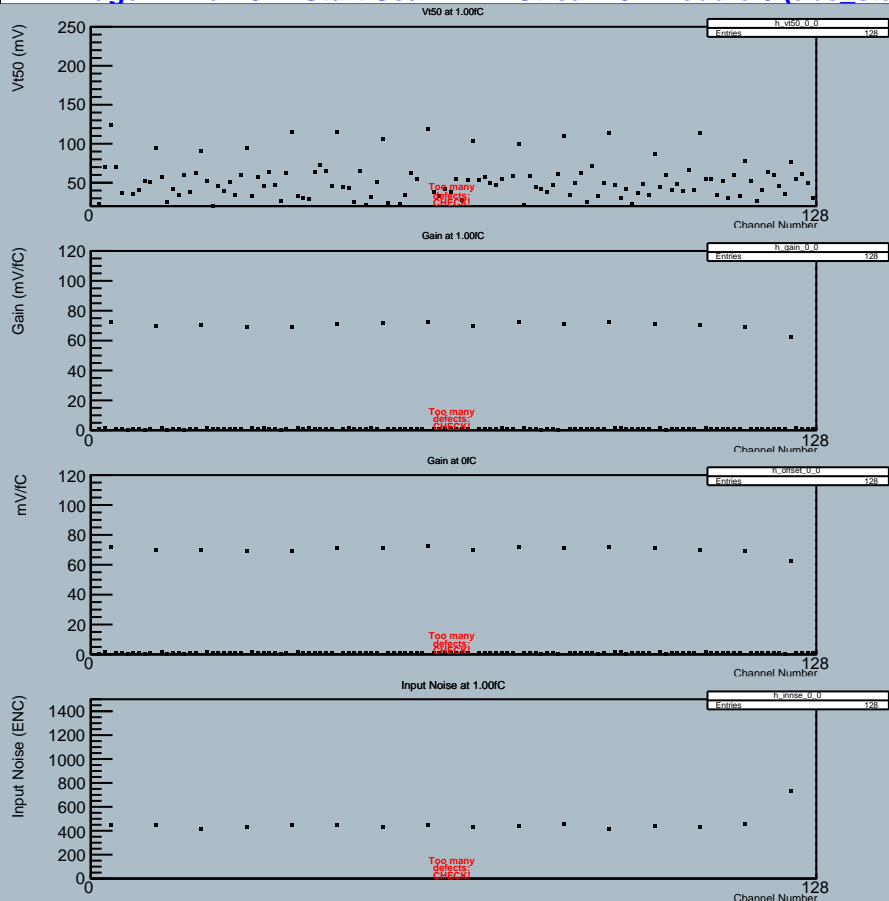 Vt50 at 1.00fC
h_vt50_0_0
Entries 128
Vt50 (mV)
250
200
150
100
50
Too many
defects:
CHECK!
0
128
Channel Number
Gain at 1.00fC
h_gain_0_0
Entries 128
Gain (mV/fC)
120
100
80
60
40
20
0
Too many
defects:
CHECK!
0
128
Channel Number
Gain at 0fC
h_offset_0_0
Entries 128
mV/fC
120
100
80
60
40
20
0
Too many
defects:
CHECK!
0
128
Channel Number
Input Noise at 1.00fC
h_innse_0_0
Entries 128
Input Noise (ENC)
1400
1200
1000
800
600
400
200
0
Too many
defects:
CHECK!
0
128
Channel Number